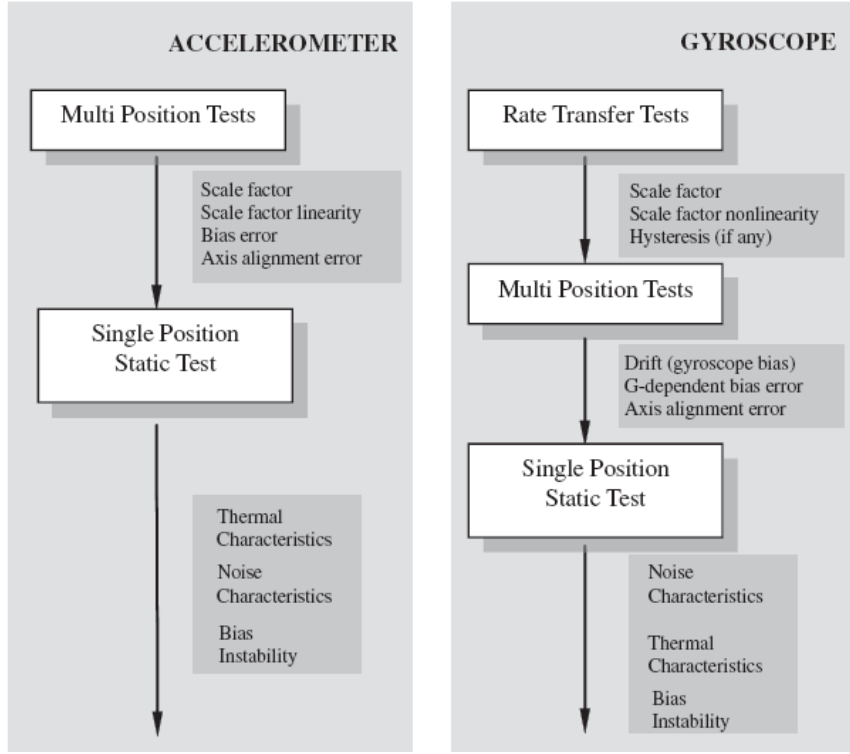 ACCELEROMETER
Multi Position Tests
Scale factor
Scale factor linearity
Bias error
Axis alignment error
Single Position
Static Test
Thermal
Characteristics
Noise
Characteristics
Bias
Instability
GYROSCOPE
Rate Transfer Tests
Scale factor
Scale factor nonlinearity
Hysteresis (if any)
Multi Position Tests
Drift (gyroscope bias)
G-dependent bias error
Axis alignment error
Single Position
Static Test
Noise
Characteristics
Thermal
Characteristics
Bias
Instability